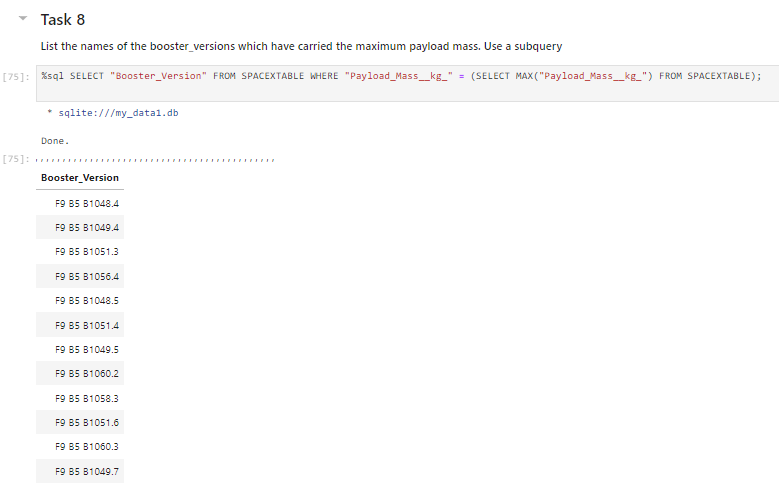 Task 8
List the names of the booster_versions which have carried the maximum payload mass. Use a subquery
[75]: %sql SELECT "Booster_Version" FROM SPACEXTABLE WHERE "Payload_Mass__kg_" = (SELECT MAX("Payload_Mass__kg_") FROM SPACEXTABLE);
* sqlite:///my_data1.db
Done.
[75]: ,,,,,,,,,,,,,,,,,,,,,,,,,,,,,,,,,,,,,,,,,,,,
Booster_Version
F9 B5 B1048.4
F9 B5 B1049.4
F9 B5 B1051.3
F9 B5 B1056.4
F9 B5 B1048.5
F9 B5 B1051.4
F9 B5 B1049.5
F9 B5 B1060.2
F9 B5 B1058.3
F9 B5 B1051.6
F9 B5 B1060.3
F9 B5 B1049.7